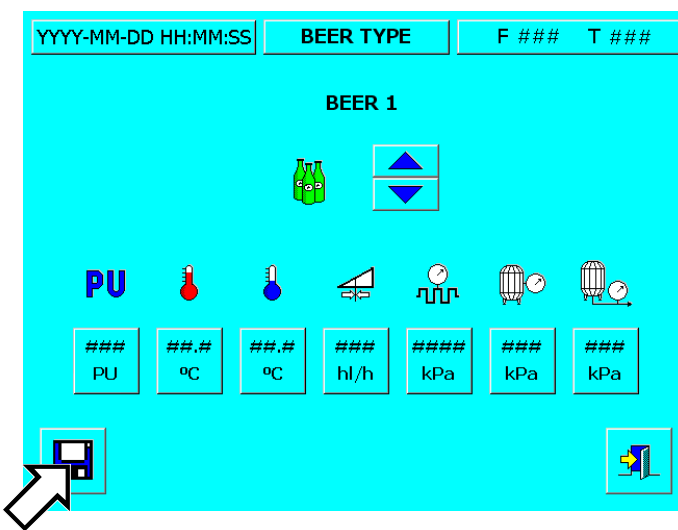 YYYY-MM-DD HH:MM:SS BEER TYPE F ### T ###
BEER 1
PU
### ##.# ##.# ### #### ### ###
PU ºC ºC hl/h kPa kPa kPa